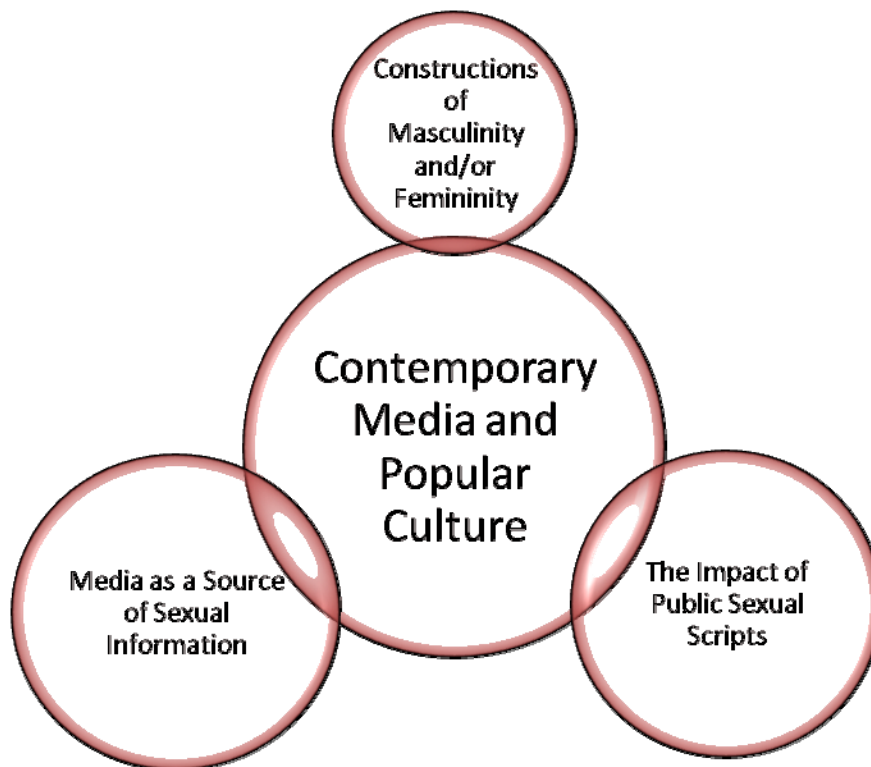 Constructions
of
Masculinity
and/or
Femininity
Contemporary
Media and
Popular
Culture
Media as a Source
of Sexual
Information
The Impact of
Public Sexual
Scripts